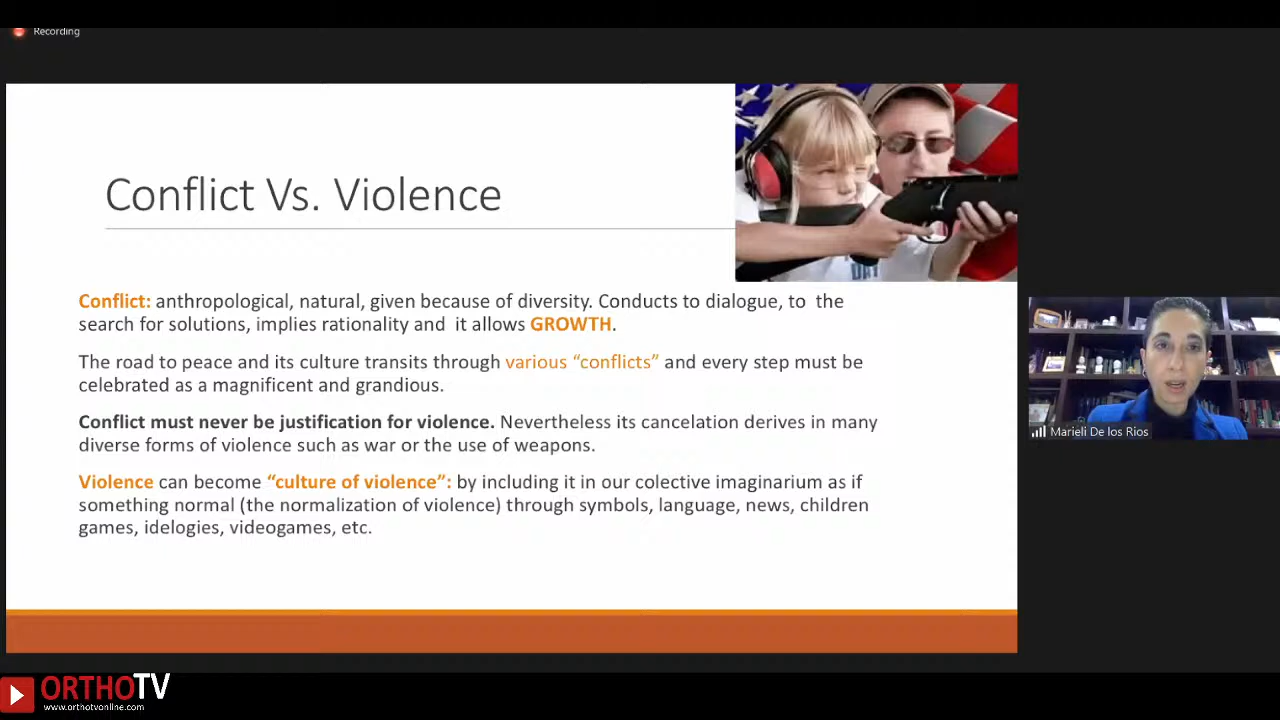 Recording
Conflict Vs. Violence
Conflict: anthropological, natural, given because of diversity. Conducts to dialogue, to the
search for solutions, implies rationality and it allows GROWTH.
The road to peace and its culture transits through various “conflicts” and every step must be
celebrated as a magnificent and grandious.
Conflict must never be justification for violence. Nevertheless its cancelation derives in many
diverse forms of violence such as war or the use of weapons.
Violence can become “culture of violence”: by including it in our colective imaginarium as if
something normal (the normalization of violence) through symbols, language, news, children
games, idelogies, videogames, etc.
Marieli De los Rios
ORTHOTV
www.orthotvonline.com